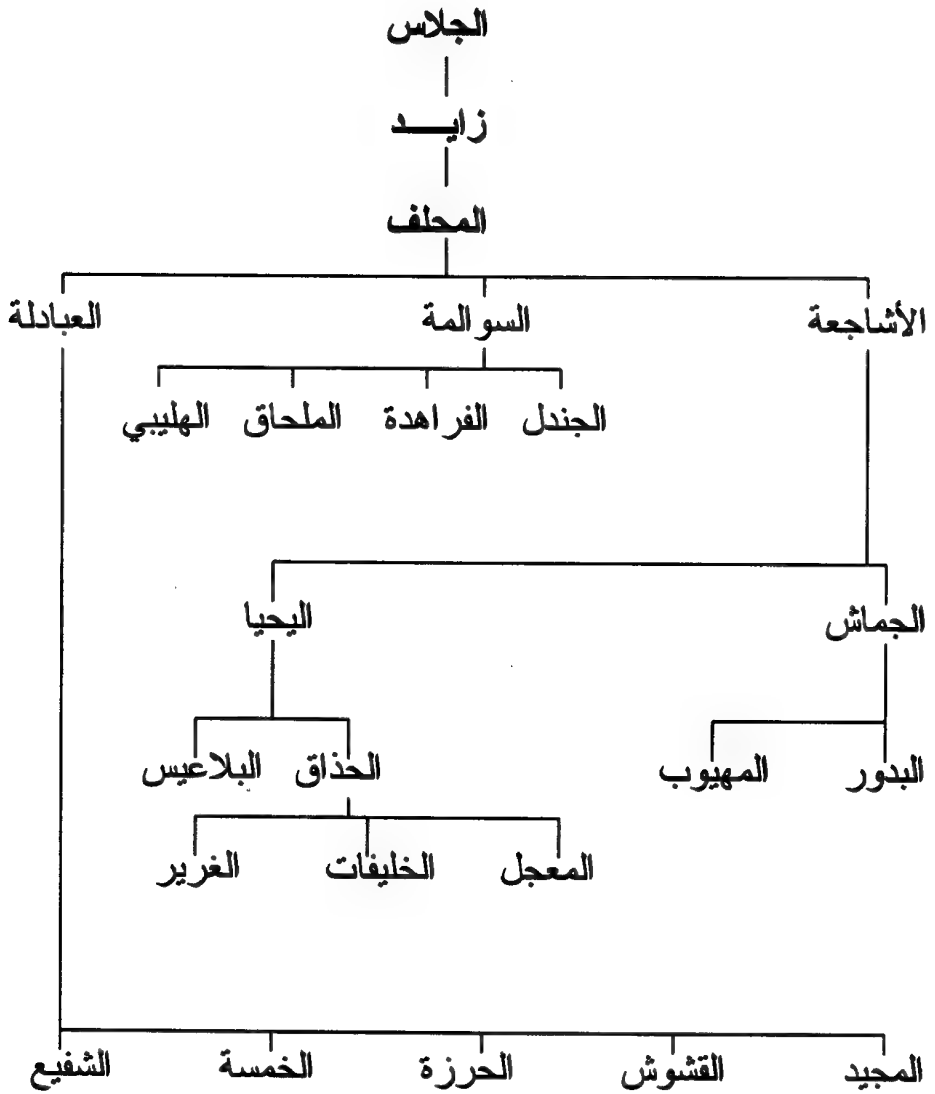 الجلاس
زايـــد
المحلف
الأشاجعة السوالمة العبادلة
الجندل الفراهدة الملحاق الهليبي
الجماش اليحيا
البدور المهيوب الحذاق البلاعيس
المعجل الخليفات الغرير
المجيد القشوش الحرزة الخمسة الشفيع